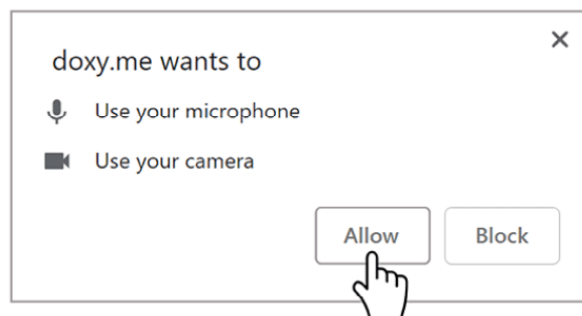 doxy.me wants to
Use your microphone
Use your camera
Allow
Block